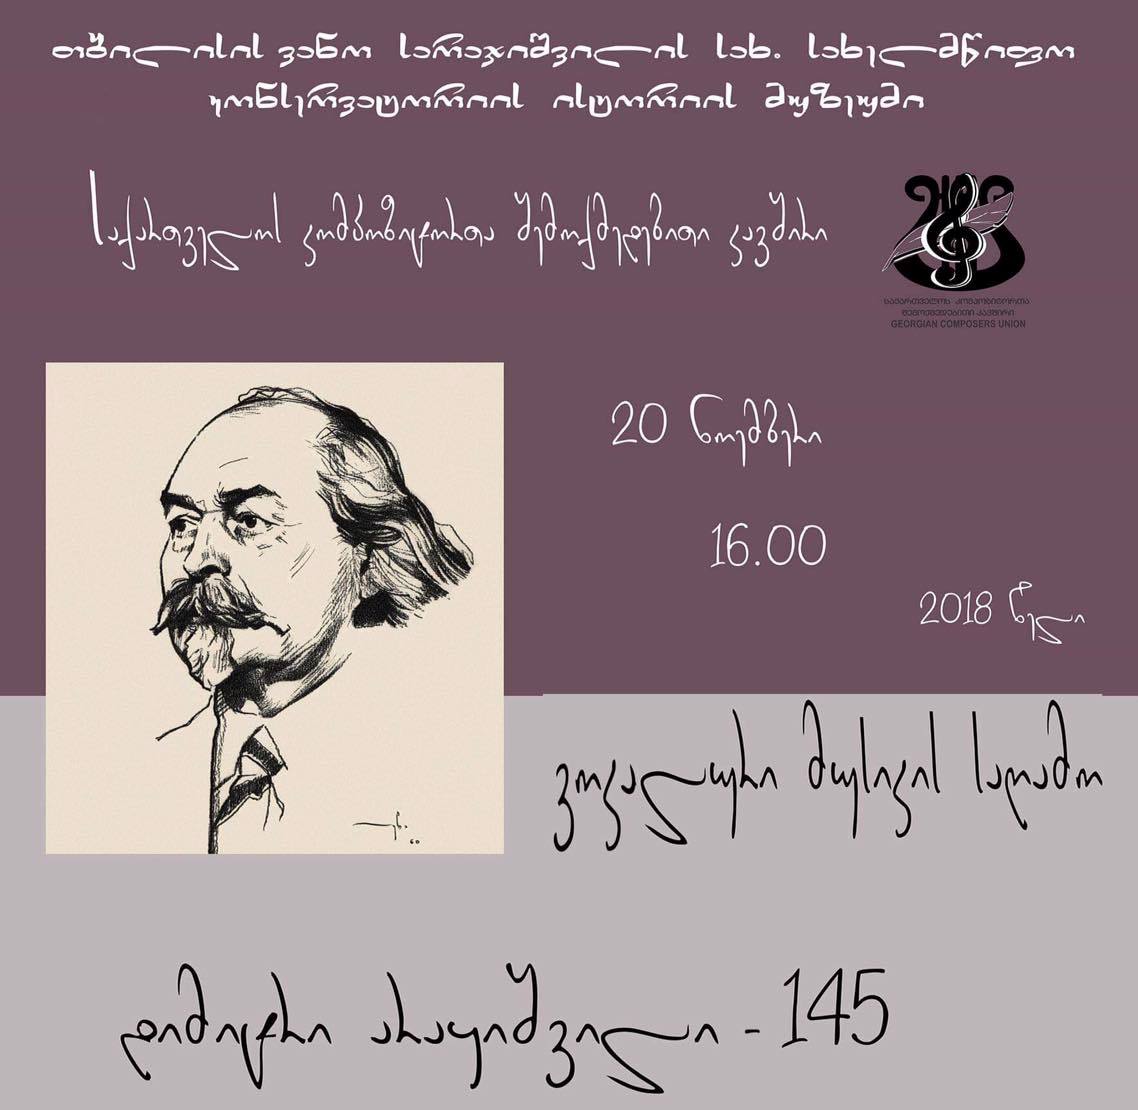 თბილისის ვანო სარაჯიშვილის სახ. სახელმწიფო
კონსერვატორიის ისტორიის მუზეუმი
საქართველოს კომპოზიტორთა შემოქმედებითი კავშირი
საქართველოს კომპოზიტორთა
შემოქმედებითი კავშირი
GEORGIAN COMPOSERS UNION
20 ნოემბერი
16.00
2018 წელი
ვოკალური მუსიკის საღამო
დიმიტრი არაყიშვილი - 145